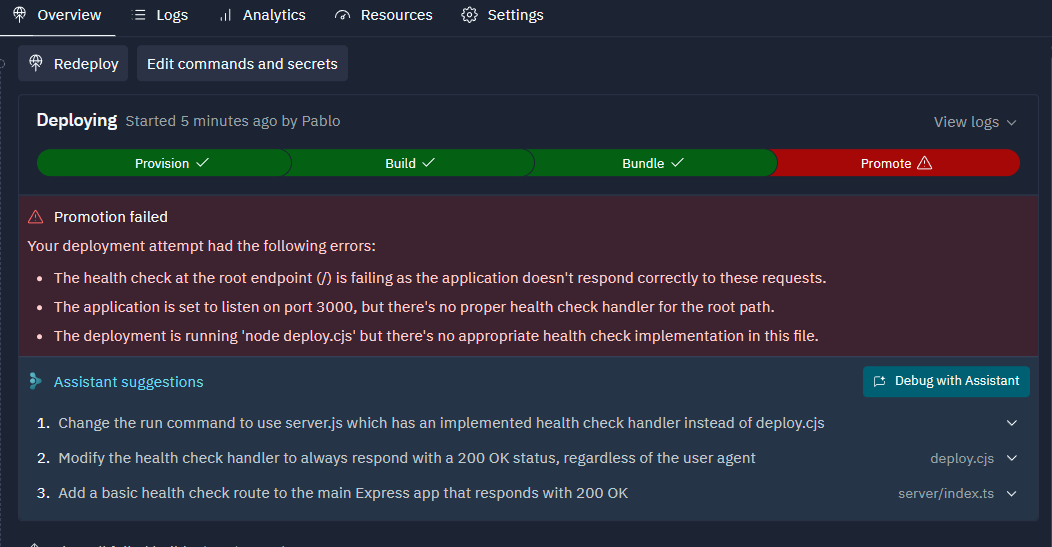 Overview Logs Analytics Resources Settings
Redeploy Edit commands and secrets
Deploying Started 5 minutes ago by Pablo View logs
Provision Build Bundle Promote
Promotion failed
Your deployment attempt had the following errors:
• The health check at the root endpoint (/) is failing as the application doesn't respond correctly to these requests.
• The application is set to listen on port 3000, but there's no proper health check handler for the root path.
• The deployment is running 'node deploy.cjs' but there's no appropriate health check implementation in this file.
Assistant suggestions Debug with Assistant
1. Change the run command to use server.js which has an implemented health check handler instead of deploy.cjs
2. Modify the health check handler to always respond with a 200 OK status, regardless of the user agent deploy.cjs
3. Add a basic health check route to the main Express app that responds with 200 OK server/index.ts